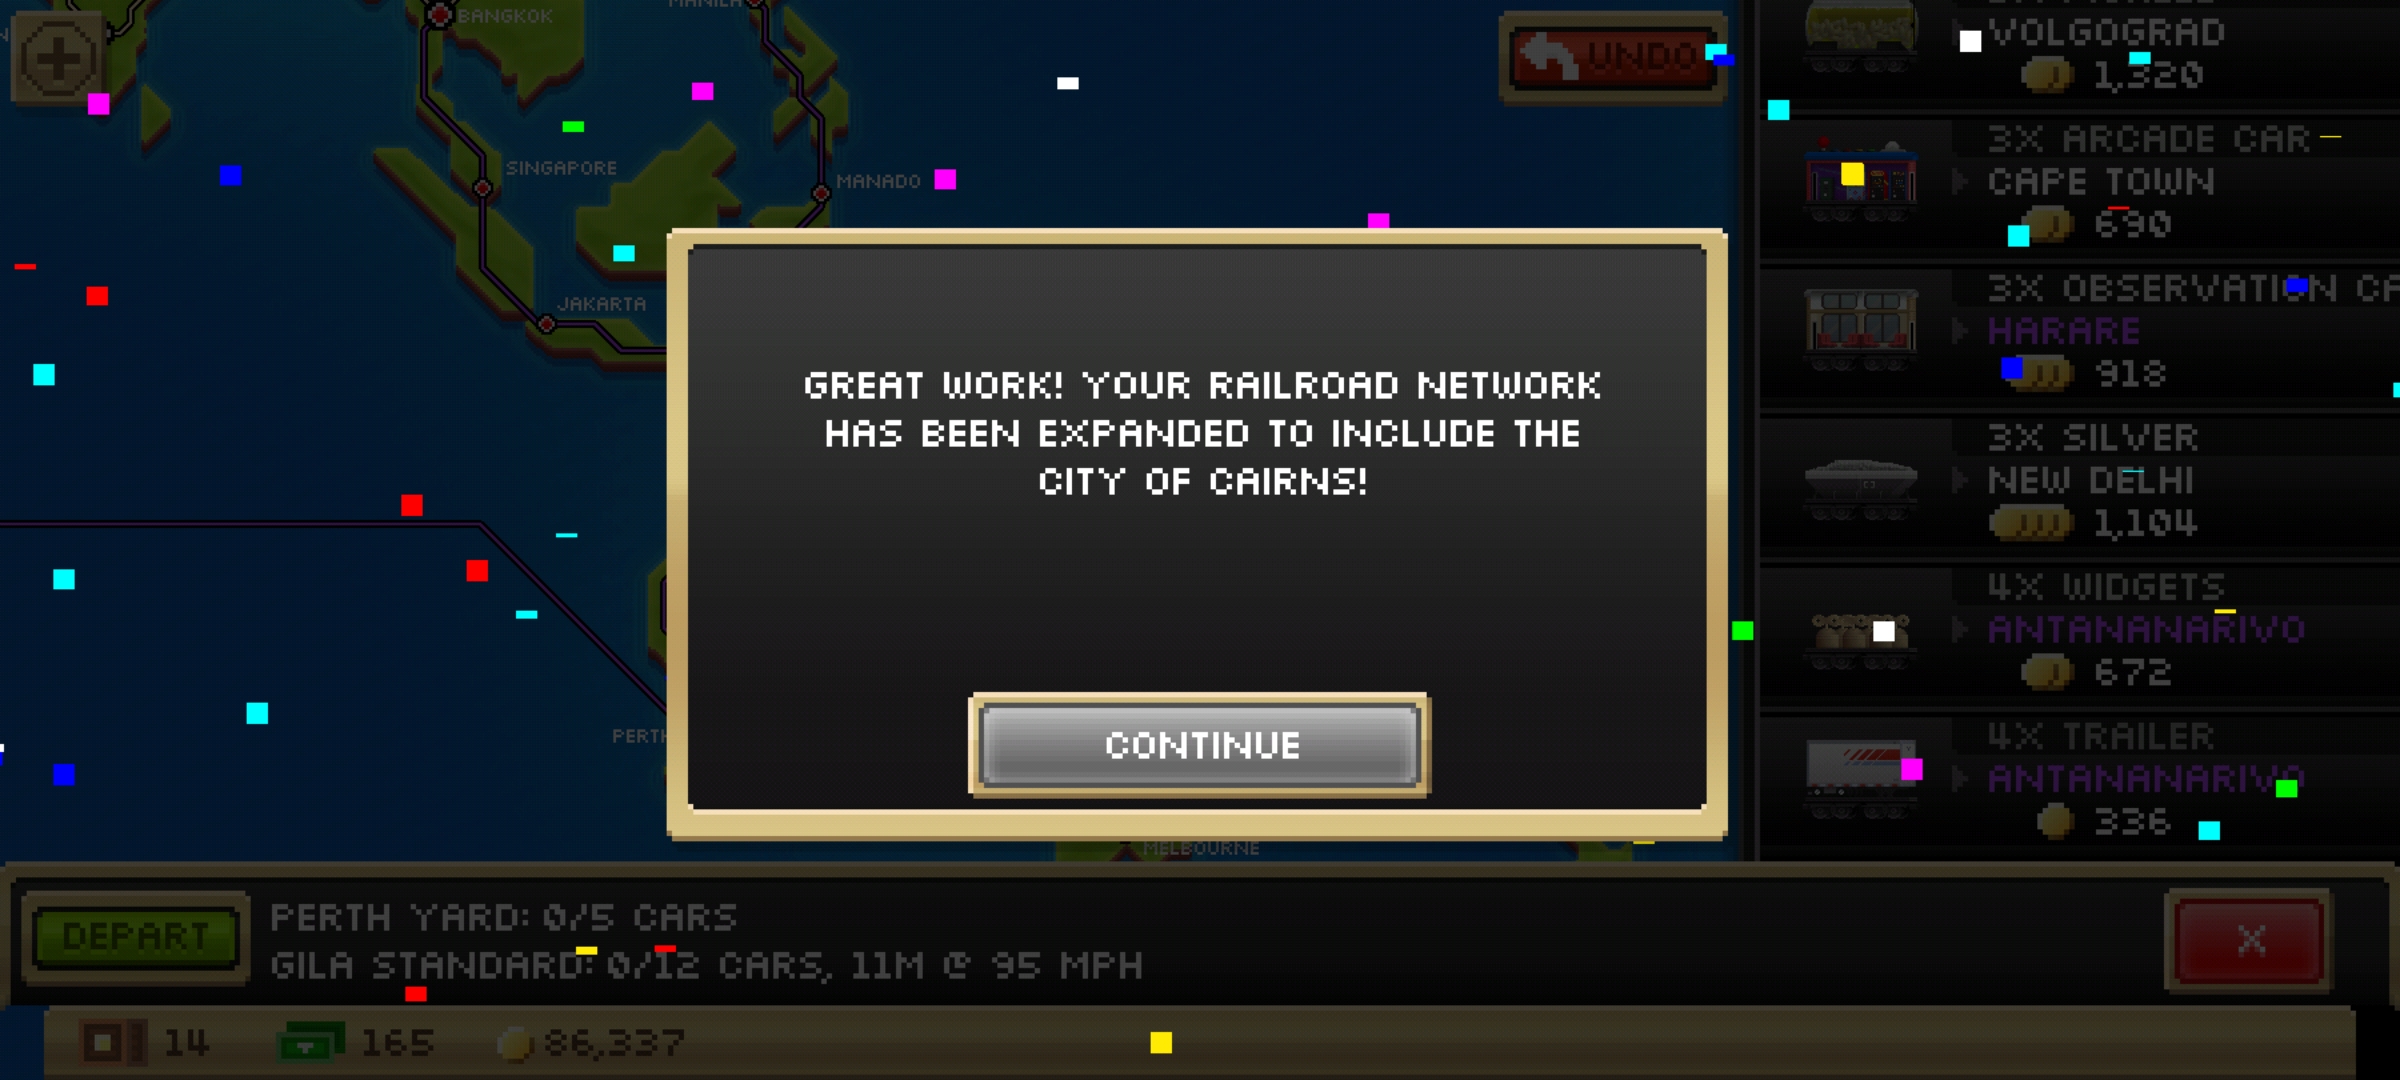 BANGKOK
UNDO
SINGAPORE
MANADO
JAKARTA
PERTH
MELBOURNE
GREAT WORK! YOUR RAILROAD NETWORK
HAS BEEN EXPANDED TO INCLUDE THE
CITY OF CAIRNS!
CONTINUE
VOLGOGRAD
1,320
3X ARCADE CAR
CAPE TOWN
690
3X OBSERVATION CA
HARARE
918
3X SILVER
NEW DELHI
1,104
4X WIDGETS
ANTANANARIVO
672
4X TRAILER
ANTANANARIVO
336
DEPART
PERTH YARD: 0/5 CARS
GILA STANDARD: 0/12 CARS, 11M @ 95 MPH
X
14
165
86,337